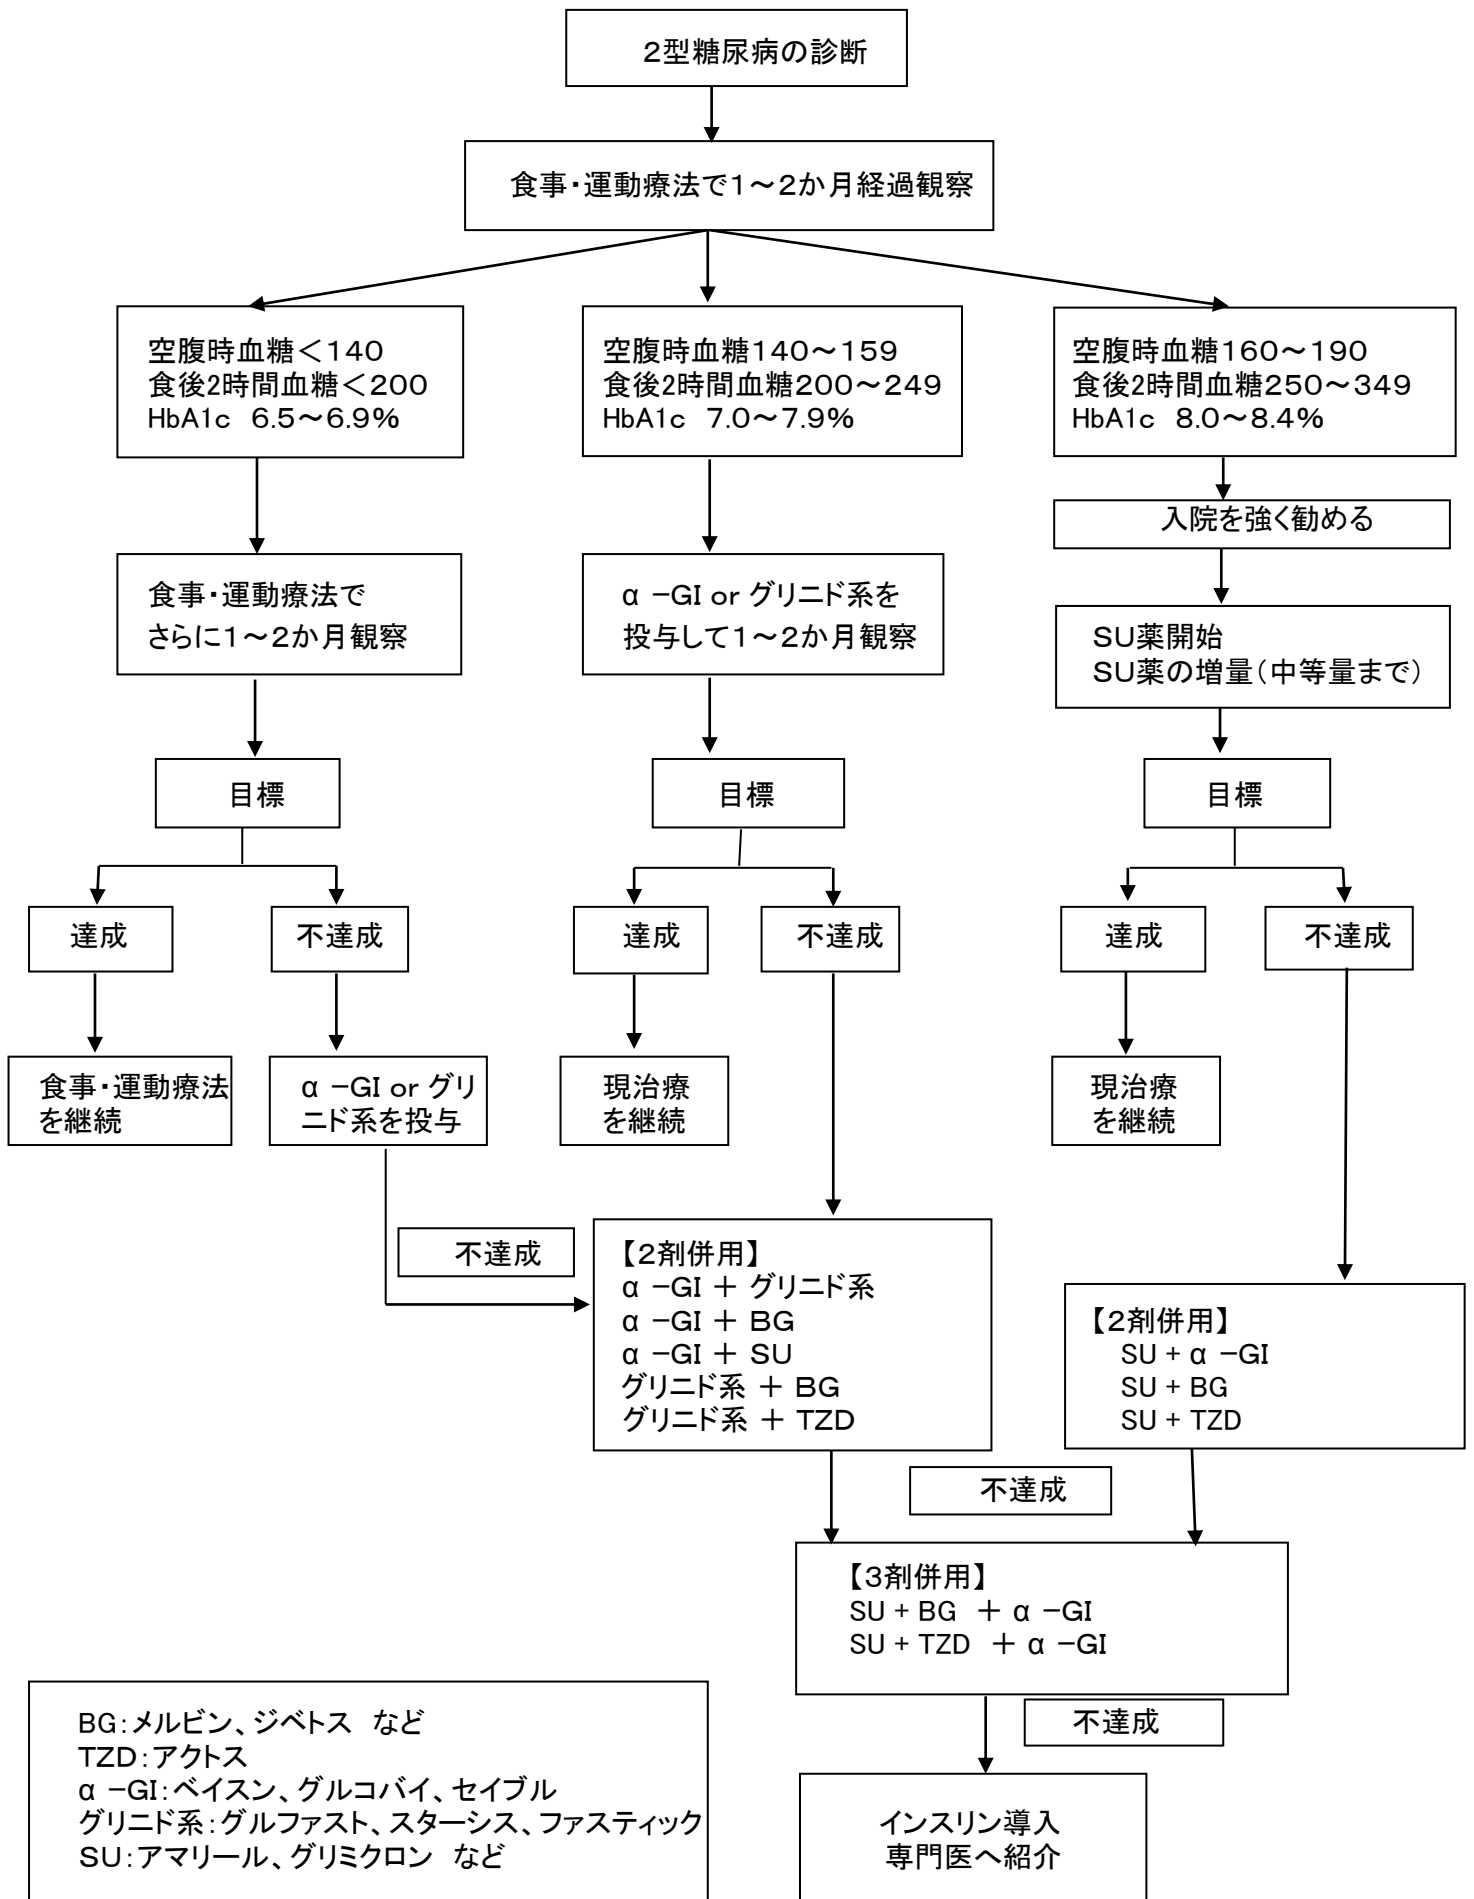 2型糖尿病の診断
食事・運動療法で1～2か月経過観察
空腹時血糖＜140
食後2時間血糖＜200
HbA1c 6.5～6.9%
空腹時血糖140～159
食後2時間血糖200～249
HbA1c 7.0～7.9%
空腹時血糖160～190
食後2時間血糖250～349
HbA1c 8.0～8.4%
入院を強く勧める
食事・運動療法で
さらに1～2か月観察
α－GI or グリニド系を
投与して1～2か月観察
SU薬開始
SU薬の増量（中等量まで）
目標
目標
目標
達成
不達成
達成
不達成
達成
不達成
食事・運動療法
を継続
α－GI or グリ
ニド系を投与
現治療
を継続
現治療
を継続
不達成
【2剤併用】
α－GI ＋ グリニド系
α－GI ＋ BG
α－GI ＋ SU
グリニド系 ＋ BG
グリニド系 ＋ TZD
【2剤併用】
SU + α－GI
SU + BG
SU + TZD
不達成
【3剤併用】
SU + BG ＋ α－GI
SU + TZD ＋ α－GI
不達成
BG：メルビン、ジベトス など
TZD：アクトス
α－GI：ベイスン、グルコバイ、セイブル
グリニド系：グルファスト、スターシス、ファスティック
SU：アマリール、グリミクロン など
インスリン導入
専門医へ紹介